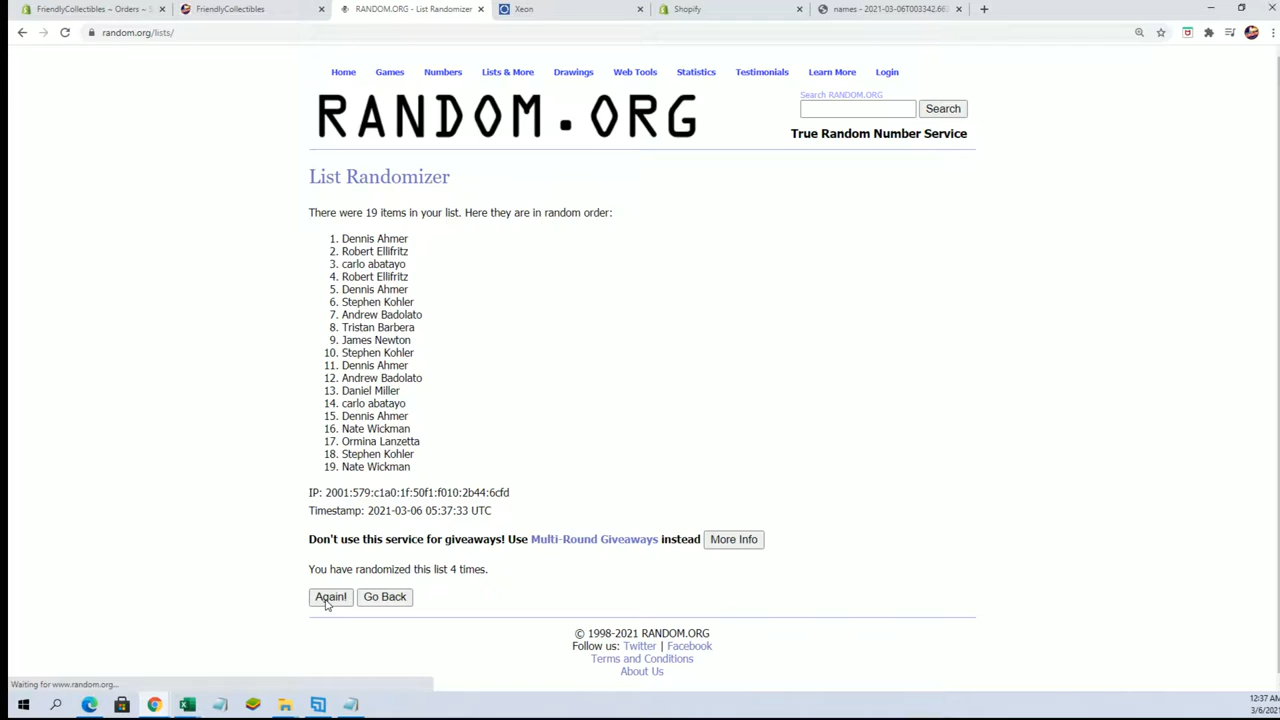 FriendlyCollectibles ~ Orders ~ S
FriendlyCollectibles
RANDOM.ORG - List Randomizer
Xeon
Shopify
names - 2021-03-06T003342.66
random.org/lists/
Home Games Numbers Lists & More Drawings Web Tools Statistics Testimonials Learn More Login
RANDOM.ORG
Search RANDOM.ORG
Search
True Random Number Service
List Randomizer
There were 19 items in your list. Here they are in random order:
1. Dennis Ahmer
2. Robert Ellifritz
3. carlo abatayo
4. Robert Ellifritz
5. Dennis Ahmer
6. Stephen Kohler
7. Andrew Badolato
8. Tristan Barbera
9. James Newton
10. Stephen Kohler
11. Dennis Ahmer
12. Andrew Badolato
13. Daniel Miller
14. carlo abatayo
15. Dennis Ahmer
16. Nate Wickman
17. Ormina Lanzetta
18. Stephen Kohler
19. Nate Wickman
IP: 2001:579:c1a0:1f:50f1:f010:2b44:6cfd
Timestamp: 2021-03-06 05:37:33 UTC
Don't use this service for giveaways! Use Multi-Round Giveaways instead More Info
You have randomized this list 4 times.
Again! Go Back
© 1998-2021 RANDOM.ORG
Follow us: Twitter | Facebook
Terms and Conditions
About Us
Waiting for www.random.org...
12:37 AM
3/6/2021